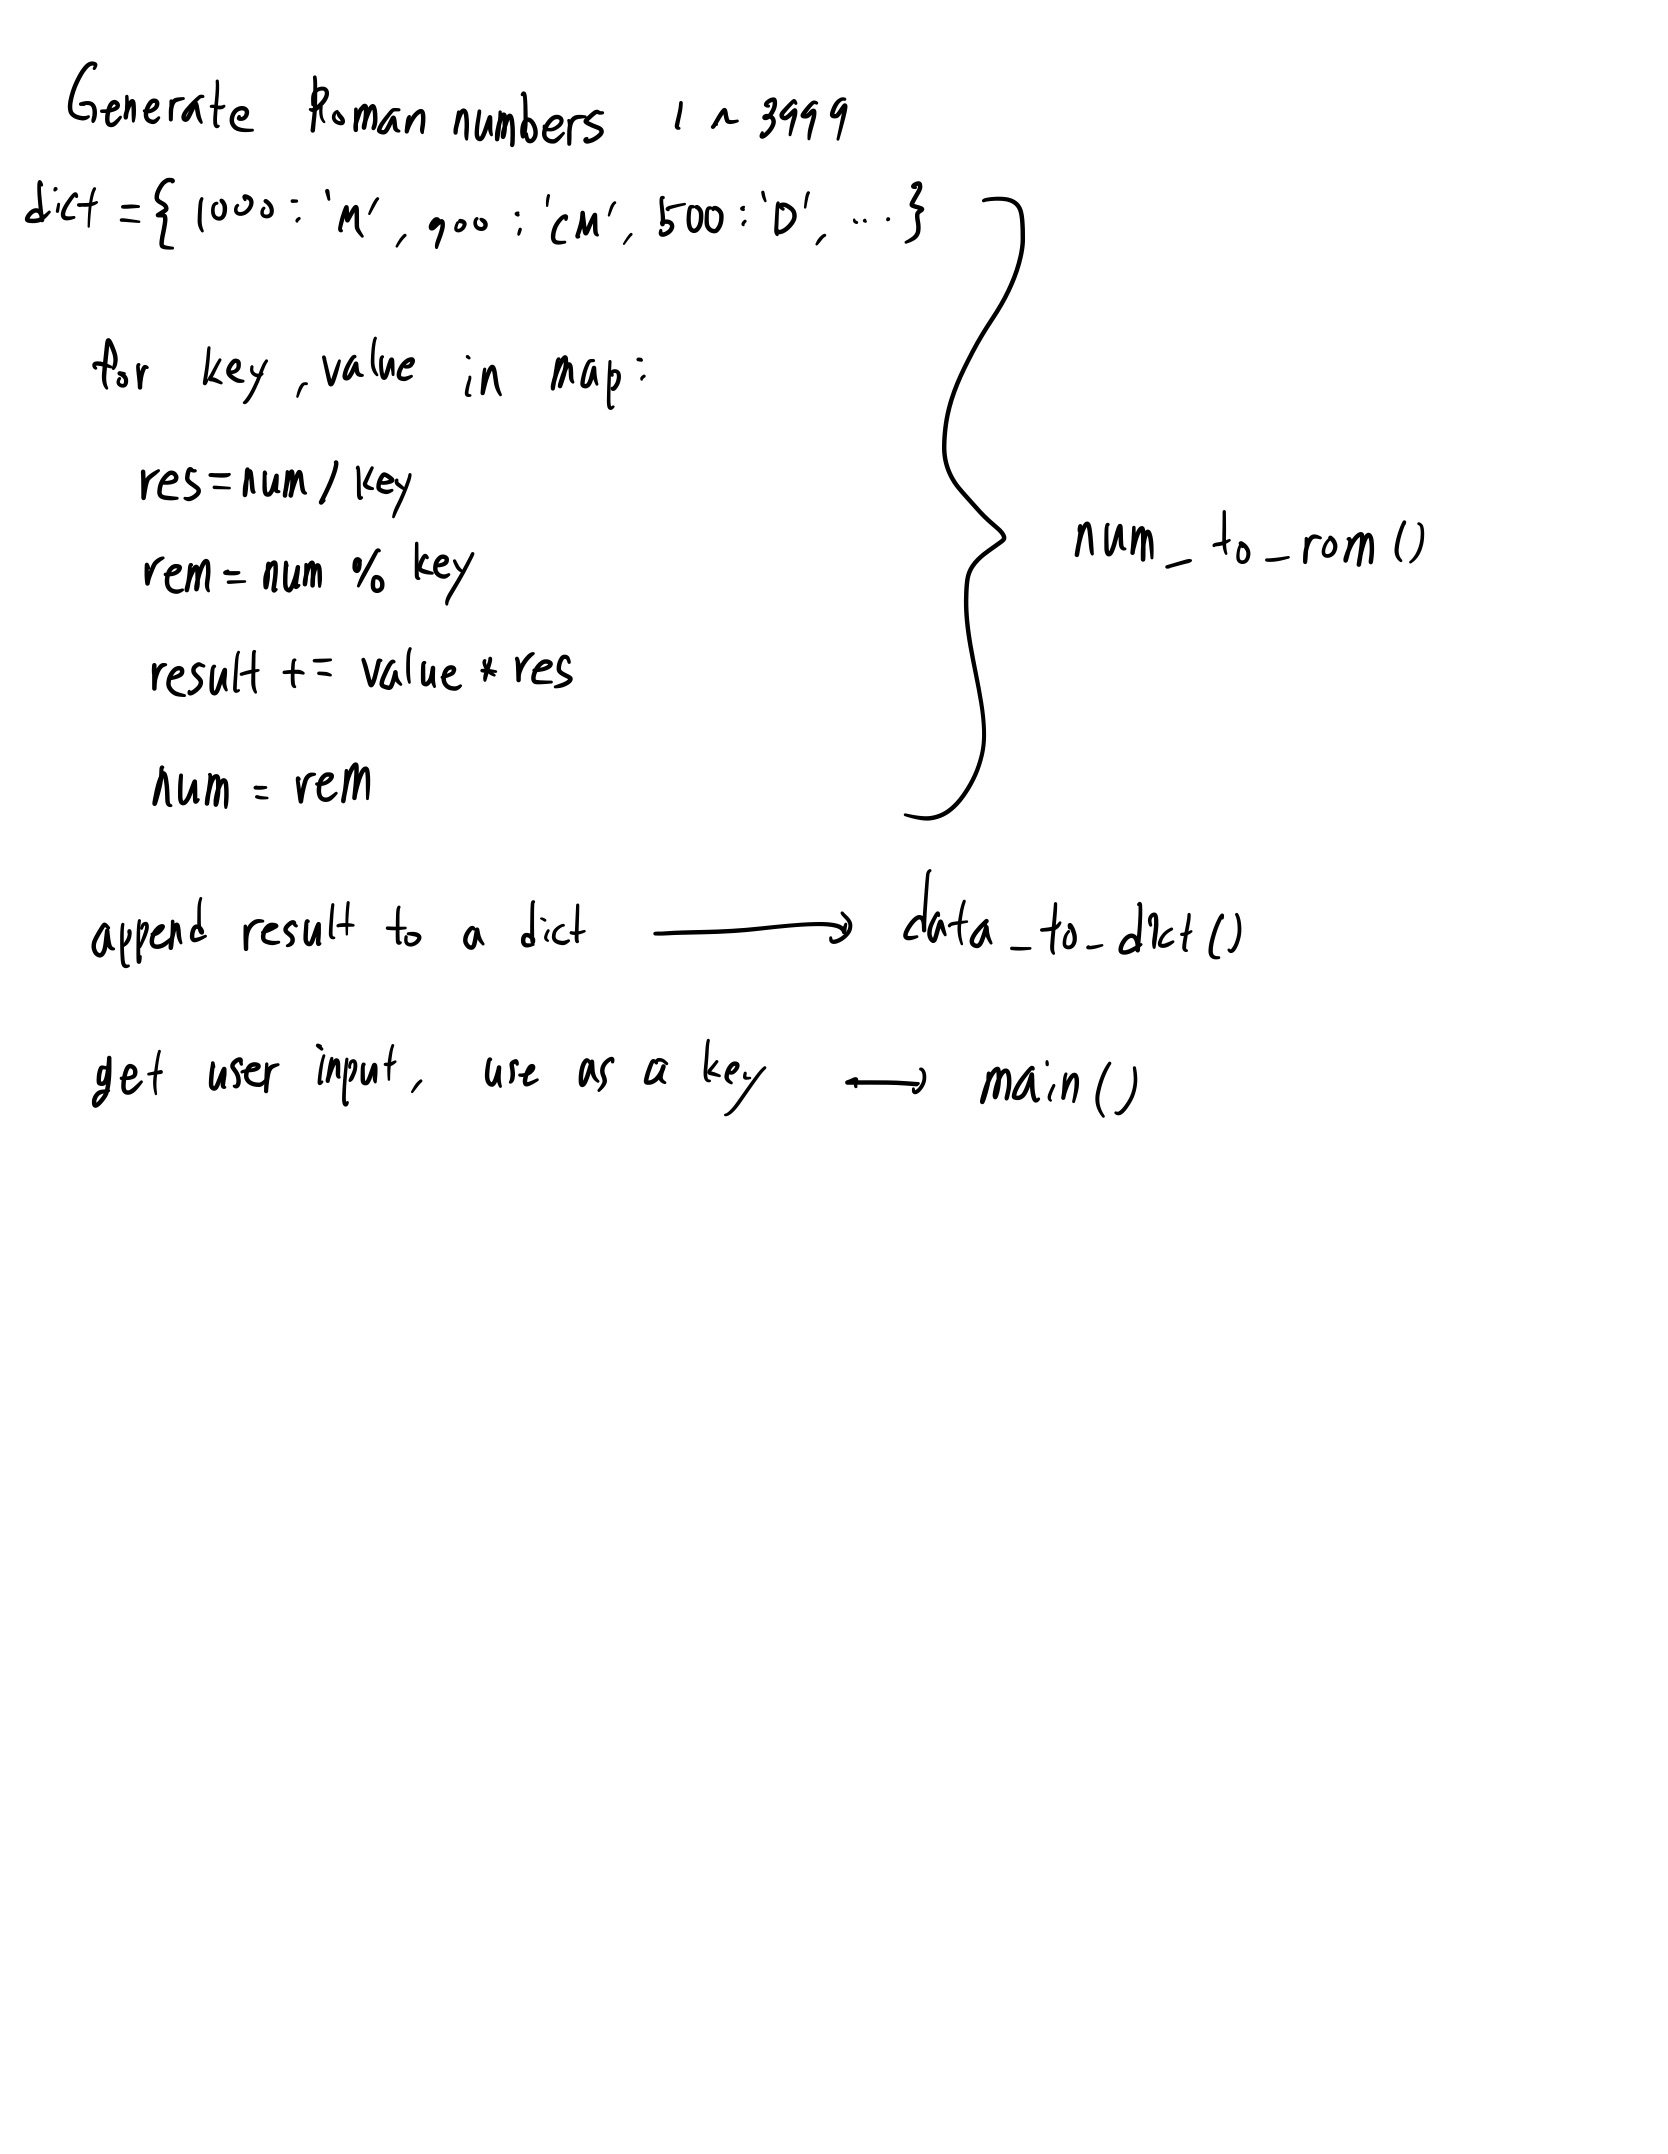 Generate Roman numbers 1 ~ 3999
dict = { 1000 : 'M', 900 : 'CM', 500 : 'D', ... }
for key, value in map:
res = num / key
num_to_rom()
rem = num % key
result += value * res
num = rem
append result to a dict → data_to_dict()
get user input, use as a key → main()